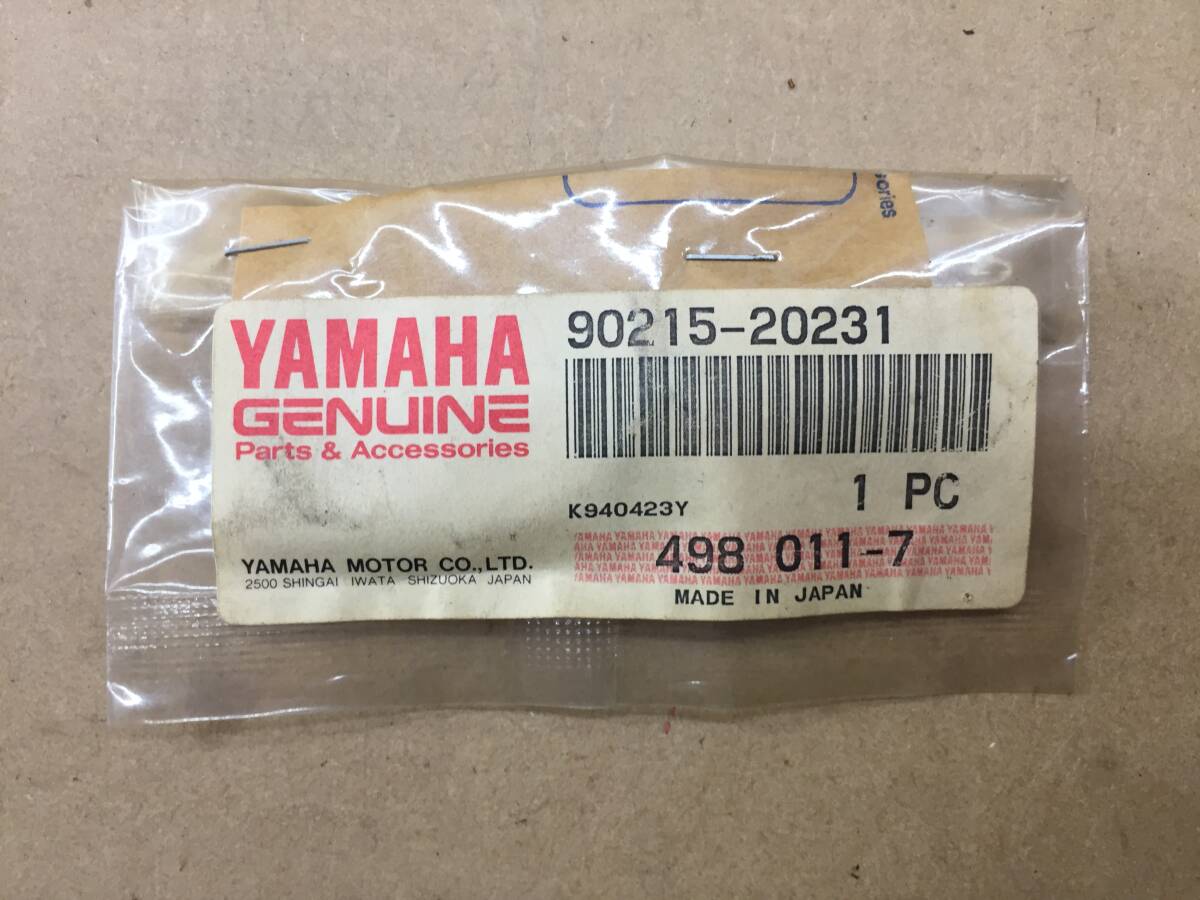 ories
YAMAHA
GENUINE
Parts & Accessories
90215-20231
K940423Y
1 PC
498 011-7
YAMAHA MOTOR CO.,LTD.
2500 SHINGAI IWATA SHIZUOKA JAPAN
MADE IN JAPAN